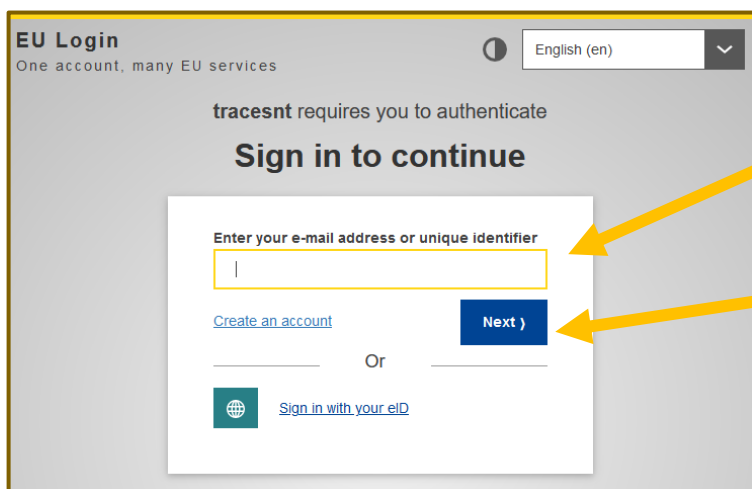 EU Login
One account, many EU services
English (en)
tracesnt requires you to authenticate
Sign in to continue
Enter your e-mail address or unique identifier
Create an account
Next ⟩
Or
Sign in with your eID